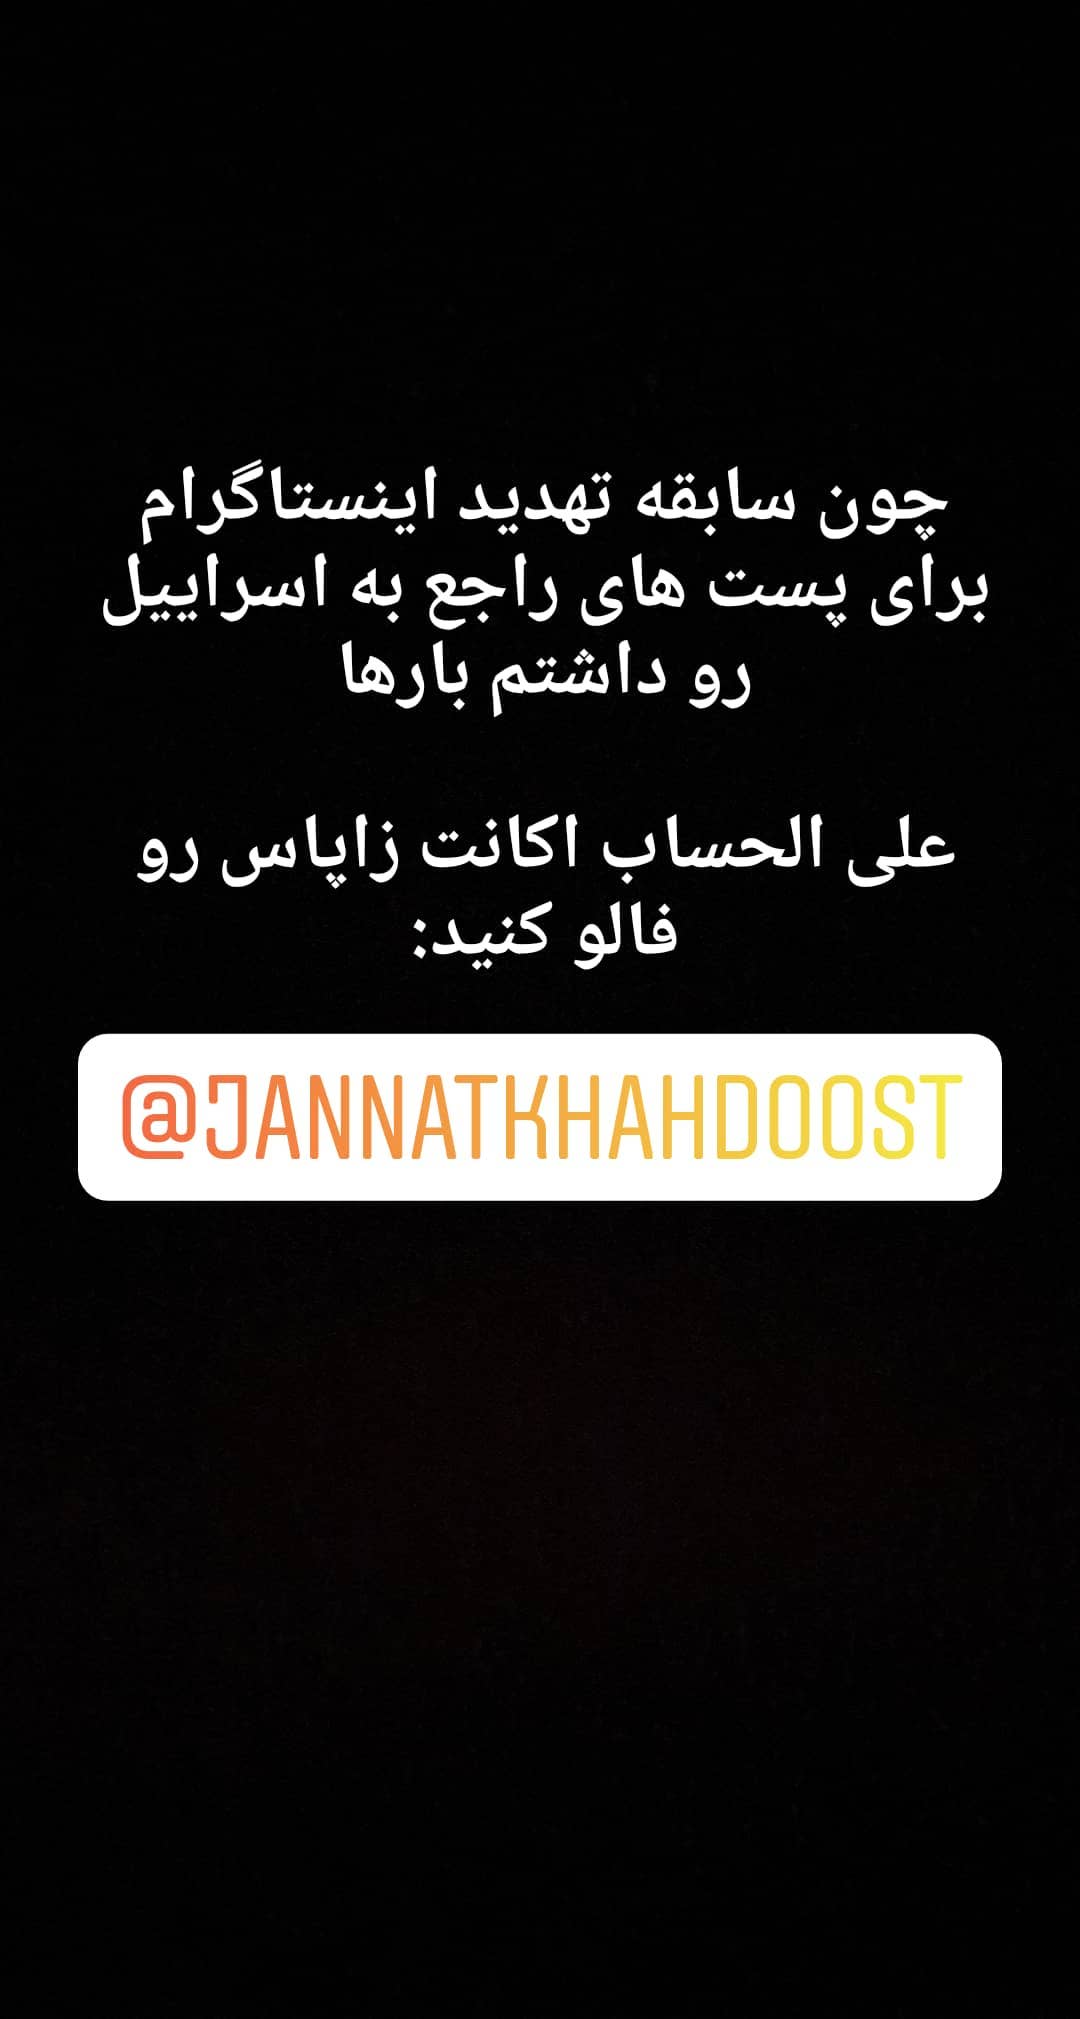 چون سابقه تهدید اینستاگرام
برای پست های راجع به اسراییل
رو داشتم بارها
علی الحساب اکانت زاپاس رو
فالو کنید:
@JANNATKHAHDOOST